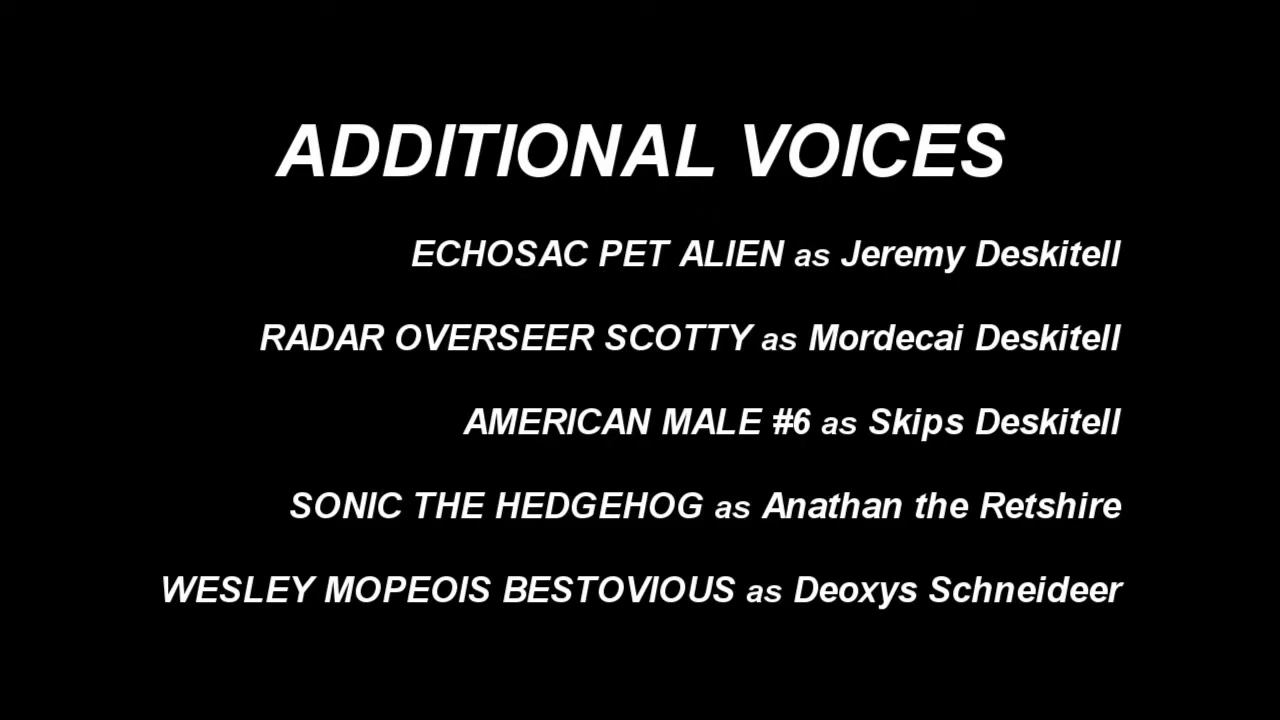 ADDITIONAL VOICES
ECHOSAC PET ALIEN as Jeremy Deskitell
RADAR OVERSEER SCOTTY as Mordecai Deskitell
AMERICAN MALE #6 as Skips Deskitell
SONIC THE HEDGEHOG as Anathan the Retshire
WESLEY MOPEOIS BESTOVIOUS as Deoxys Schneideer